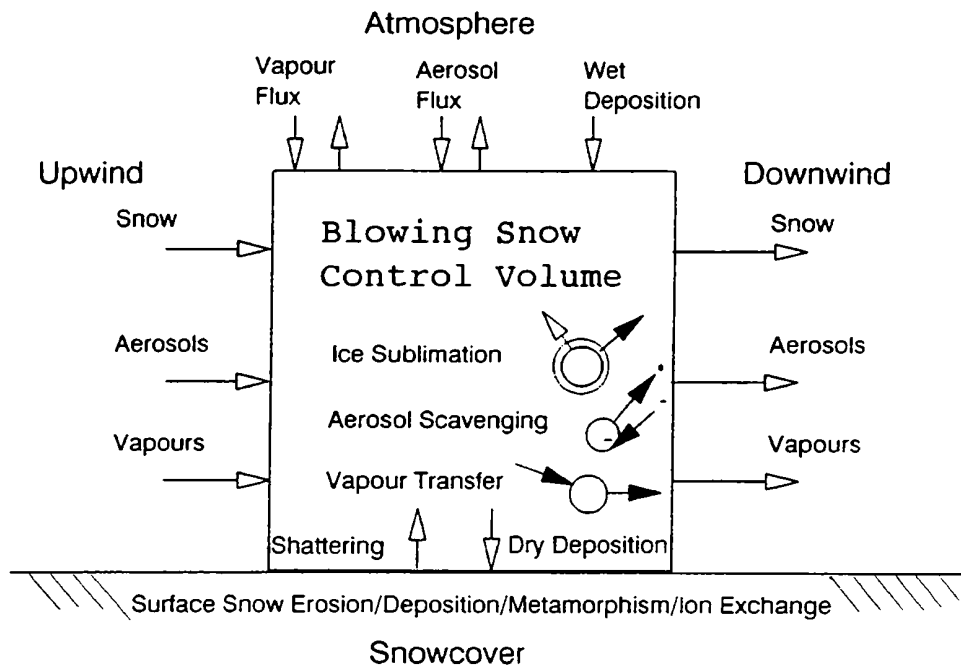 Atmosphere
Vapour
Flux
Aerosol
Flux
Wet
Deposition
Upwind
Downwind
Snow
Blowing Snow
Control Volume
Snow
Aerosols
Ice Sublimation
Aerosols
Aerosol Scavenging
Vapours
Vapour Transfer
Vapours
Shattering
Dry Deposition
Surface Snow Erosion/Deposition/Metamorphism/Ion Exchange
Snowcover